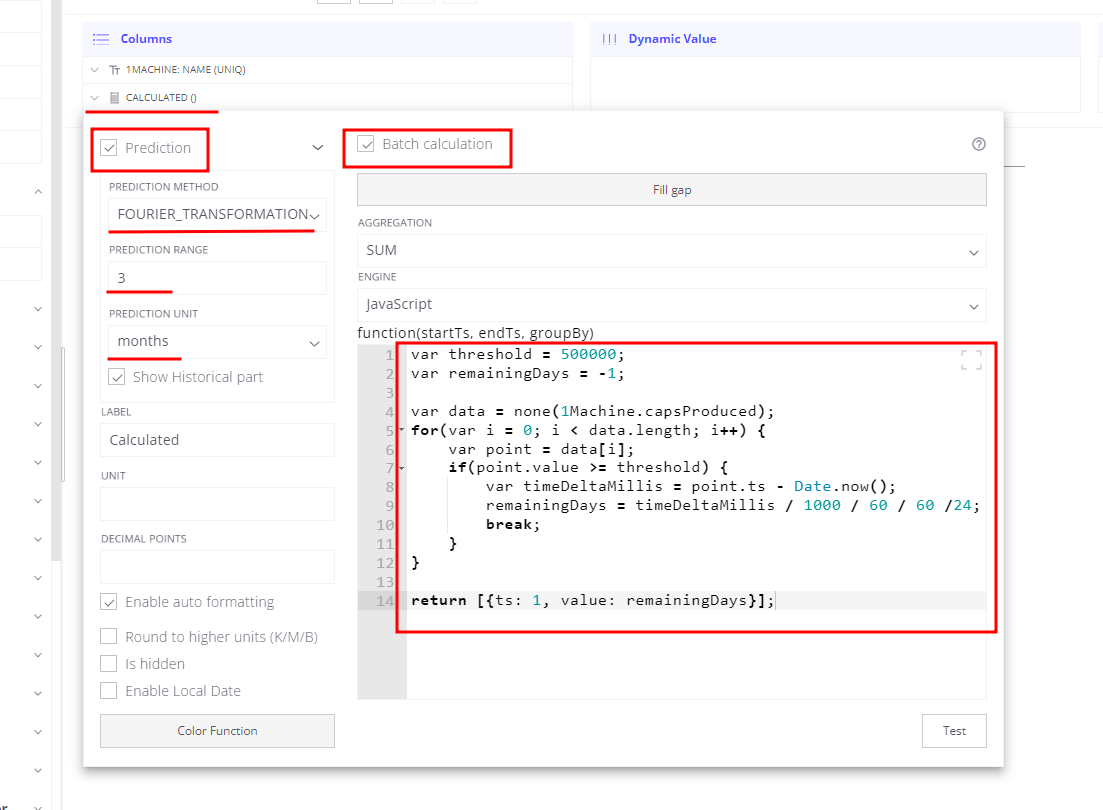 Columns
Dynamic Value
1MACHINE: NAME (UNIQ)
CALCULATED ()
Prediction
Batch calculation
PREDICTION METHOD
FOURIER_TRANSFORMATION
PREDICTION RANGE
3
PREDICTION UNIT
months
Show Historical part
LABEL
Calculated
UNIT
DECIMAL POINTS
Enable auto formatting
Round to higher units (K/M/B)
Is hidden
Enable Local Date
Color Function
Fill gap
AGGREGATION
SUM
ENGINE
JavaScript
function(startTs, endTs, groupBy)
1 var threshold = 500000;
2 var remainingDays = -1;
3
4 var data = none(1Machine.capsProduced);
5 for(var i = 0; i < data.length; i++) {
6 var point = data[i];
7 if(point.value >= threshold) {
8 var timeDeltaMillis = point.ts - Date.now();
9 remainingDays = timeDeltaMillis / 1000 / 60 / 60 /24;
10 break;
11 }
12 }
13
14 return [{ts: 1, value: remainingDays}];
Test